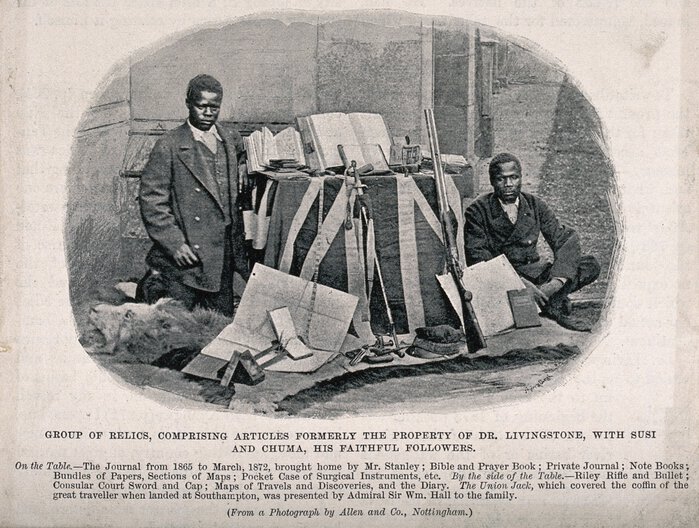 GROUP OF RELICS, COMPRISING ARTICLES FORMERLY THE PROPERTY OF DR. LIVINGSTONE, WITH SUSI
AND CHUMA, HIS FAITHFUL FOLLOWERS.
On the Table.—The Journal from 1865 to March, 1872, brought home by Mr. Stanley; Bible and Prayer Book; Private Journal; Note Books;
Bundles of Papers, Sections of Maps; Pocket Case of Surgical Instruments, etc. By the side of the Table.—Riley Rifle and Bullet;
Consular Court Sword and Cap; Maps of Travels and Discoveries, and the Diary. The Union Jack, which covered the coffin of the
great traveller when landed at Southampton, was presented by Admiral Sir Wm. Hall to the family.
(From a Photograph by Allen and Co., Nottingham.)